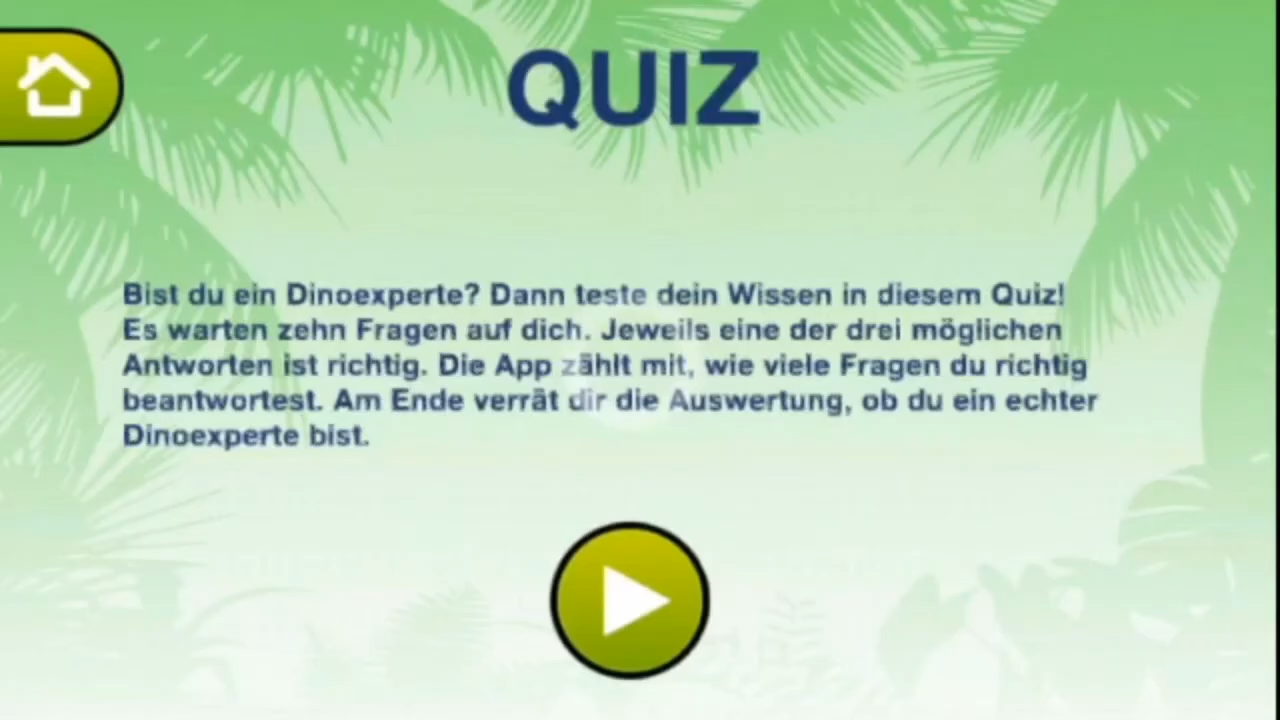 QUIZ
Bist du ein Dinoexperte? Dann teste dein Wissen in diesem Quiz!
Es warten zehn Fragen auf dich. Jeweils eine der drei möglichen
Antworten ist richtig. Die App zählt mit, wie viele Fragen du richtig
beantwortest. Am Ende verrät dir die Auswertung, ob du ein echter
Dinoexperte bist.